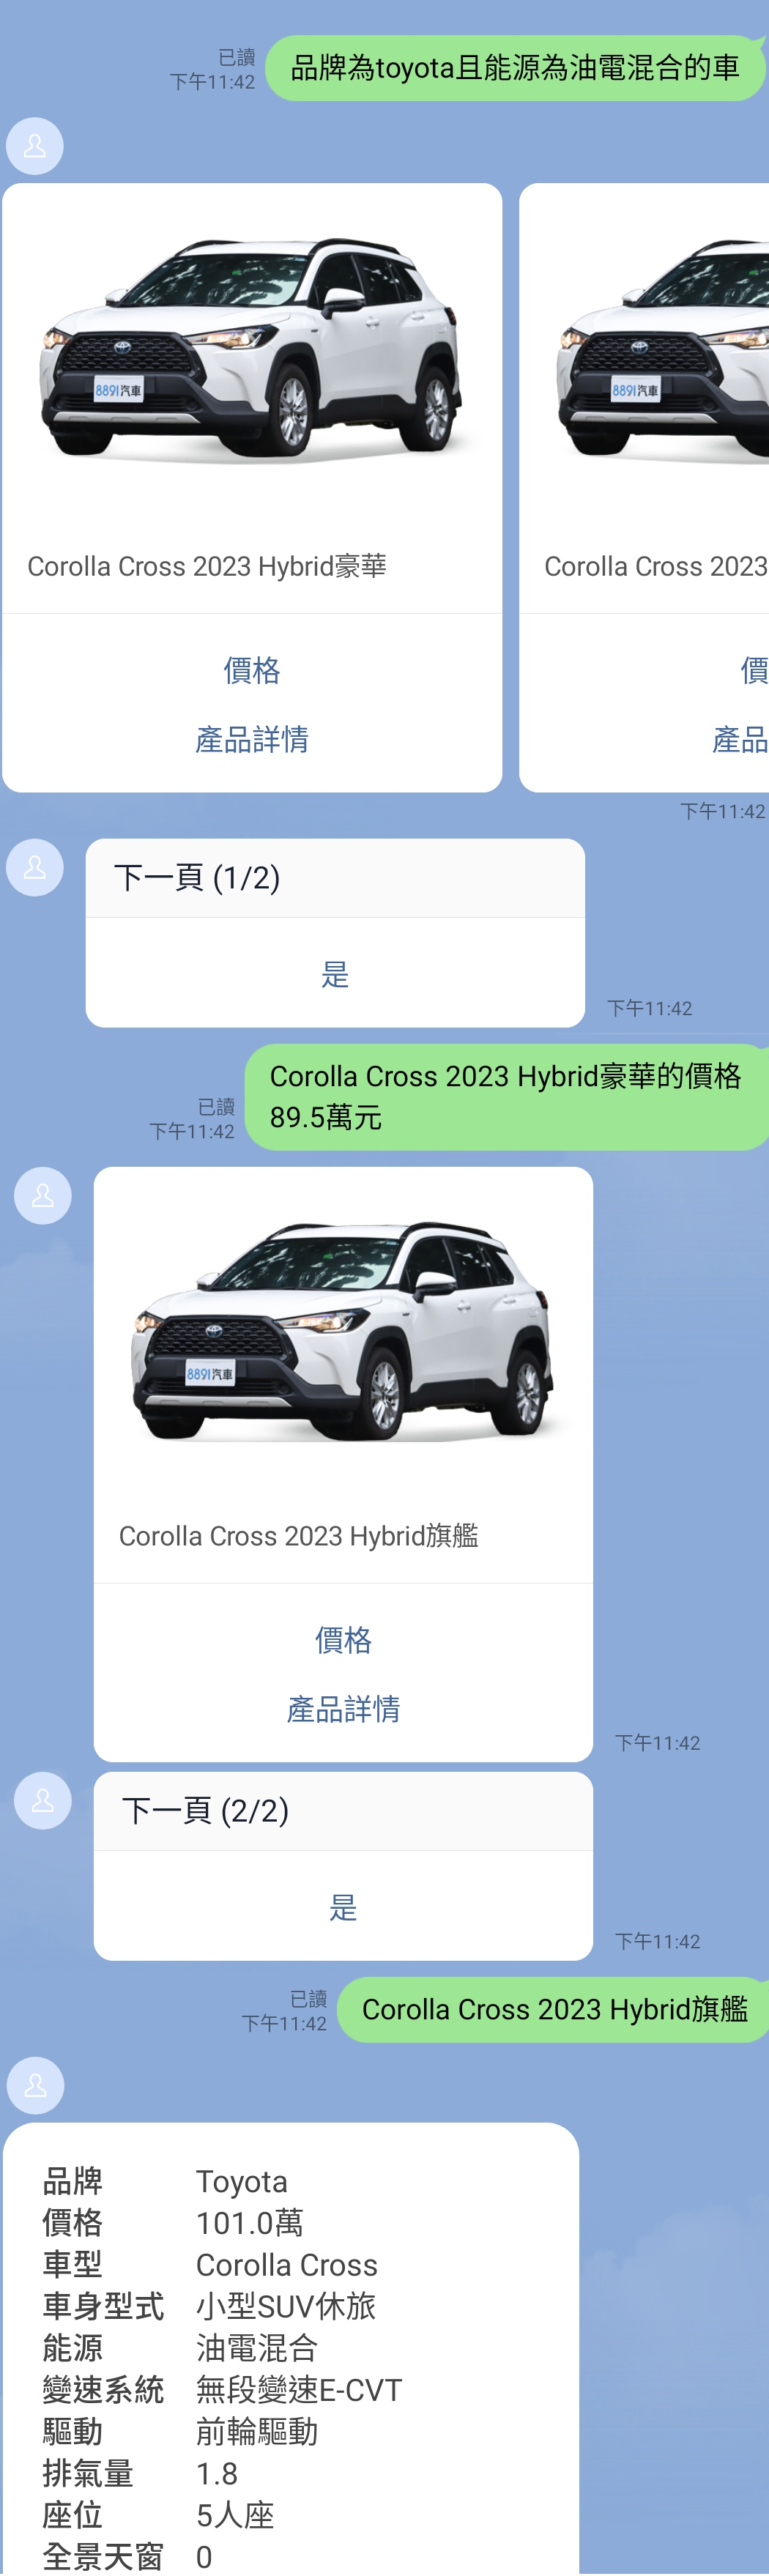 已讀
下午11:42
品牌為toyota且能源為油電混合的車
8891汽車
8891汽車
Corolla Cross 2023 Hybrid豪華
Corolla Cross 2023
價格
價
產品詳情
產品
下午11:42
下一頁 (1/2)
是
下午11:42
已讀
下午11:42
Corolla Cross 2023 Hybrid豪華的價格
89.5萬元
8891汽車
Corolla Cross 2023 Hybrid旗艦
價格
產品詳情
下午11:42
下一頁 (2/2)
是
下午11:42
已讀
下午11:42
Corolla Cross 2023 Hybrid旗艦
品牌 Toyota
價格 101.0萬
車型 Corolla Cross
車身型式 小型SUV休旅
能源 油電混合
變速系統 無段變速E-CVT
驅動 前輪驅動
排氣量 1.8
座位 5人座
全景天窗 0